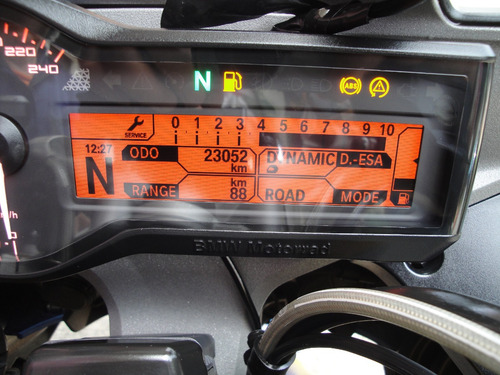 220
240
N
ABS
0 1 2 3 4 5 6 7 8 9 10
SERVICE
12:27
N
ODO 23052 km
DYNAMIC D.-ESA
RANGE km 88
ROAD MODE
BMW Motorrad